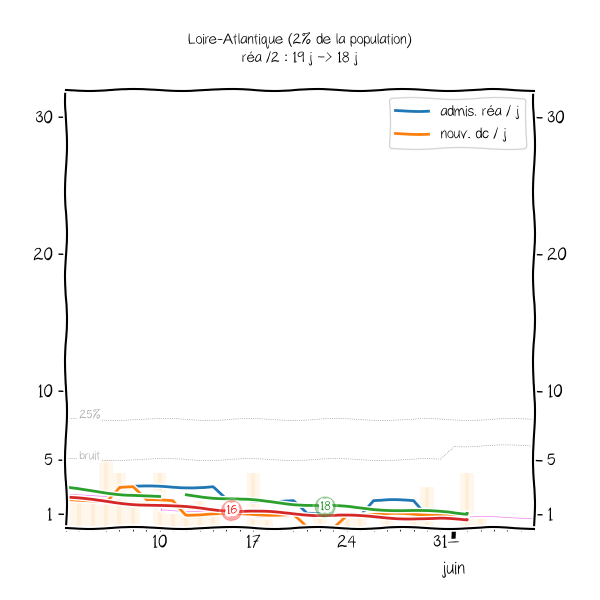 Loire-Atlantique (2% de la population)
réa /2 : 19 j -> 18 j
admis. réa / j
nouv. dc / j
30
30
20
20
10
10
25%
5
bruit
5
16
18
1
1
10
17
24
31
juin